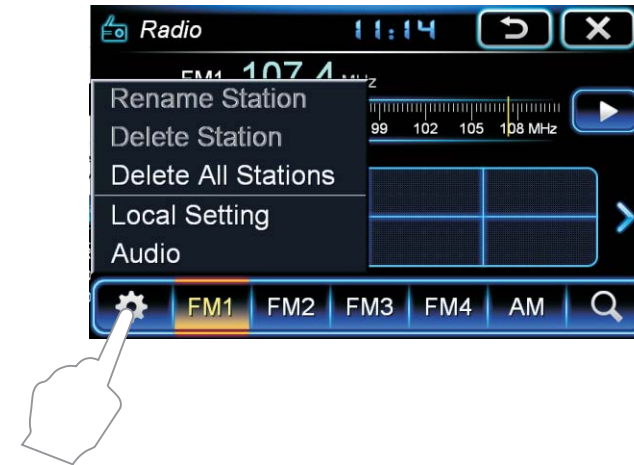 Radio 11:14
FM1 107.4 MHz
Rename Station
99 102 105 108 MHz
Delete Station
Delete All Stations
Local Setting
Audio
FM1 FM2 FM3 FM4 AM